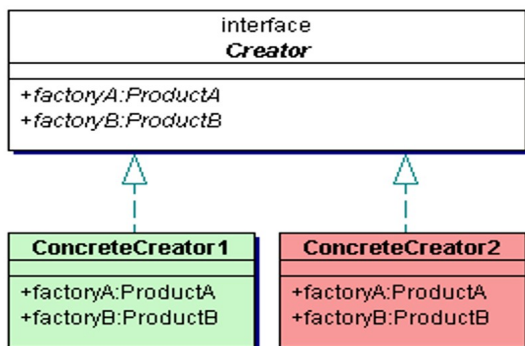 interface
Creator
+factoryA:ProductA
+factoryB:ProductB
ConcreteCreator1
+factoryA:ProductA
+factoryB:ProductB
ConcreteCreator2
+factoryA:ProductA
+factoryB:ProductB